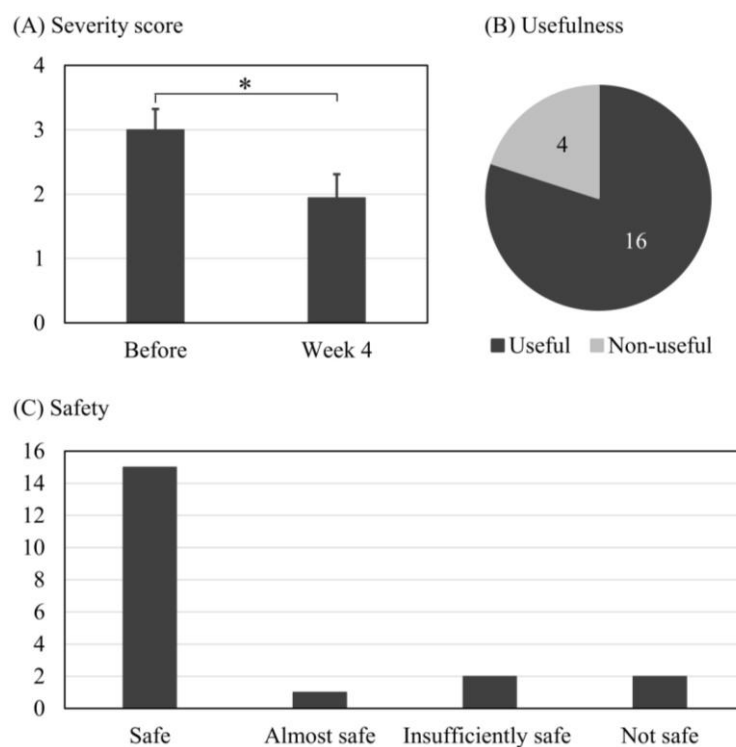 (A) Severity score
4
3
2
1
0
*
Before Week 4
(B) Usefulness
4
16
Useful Non-useful
(C) Safety
16
14
12
10
8
6
4
2
0
Safe Almost safe Insufficiently safe Not safe